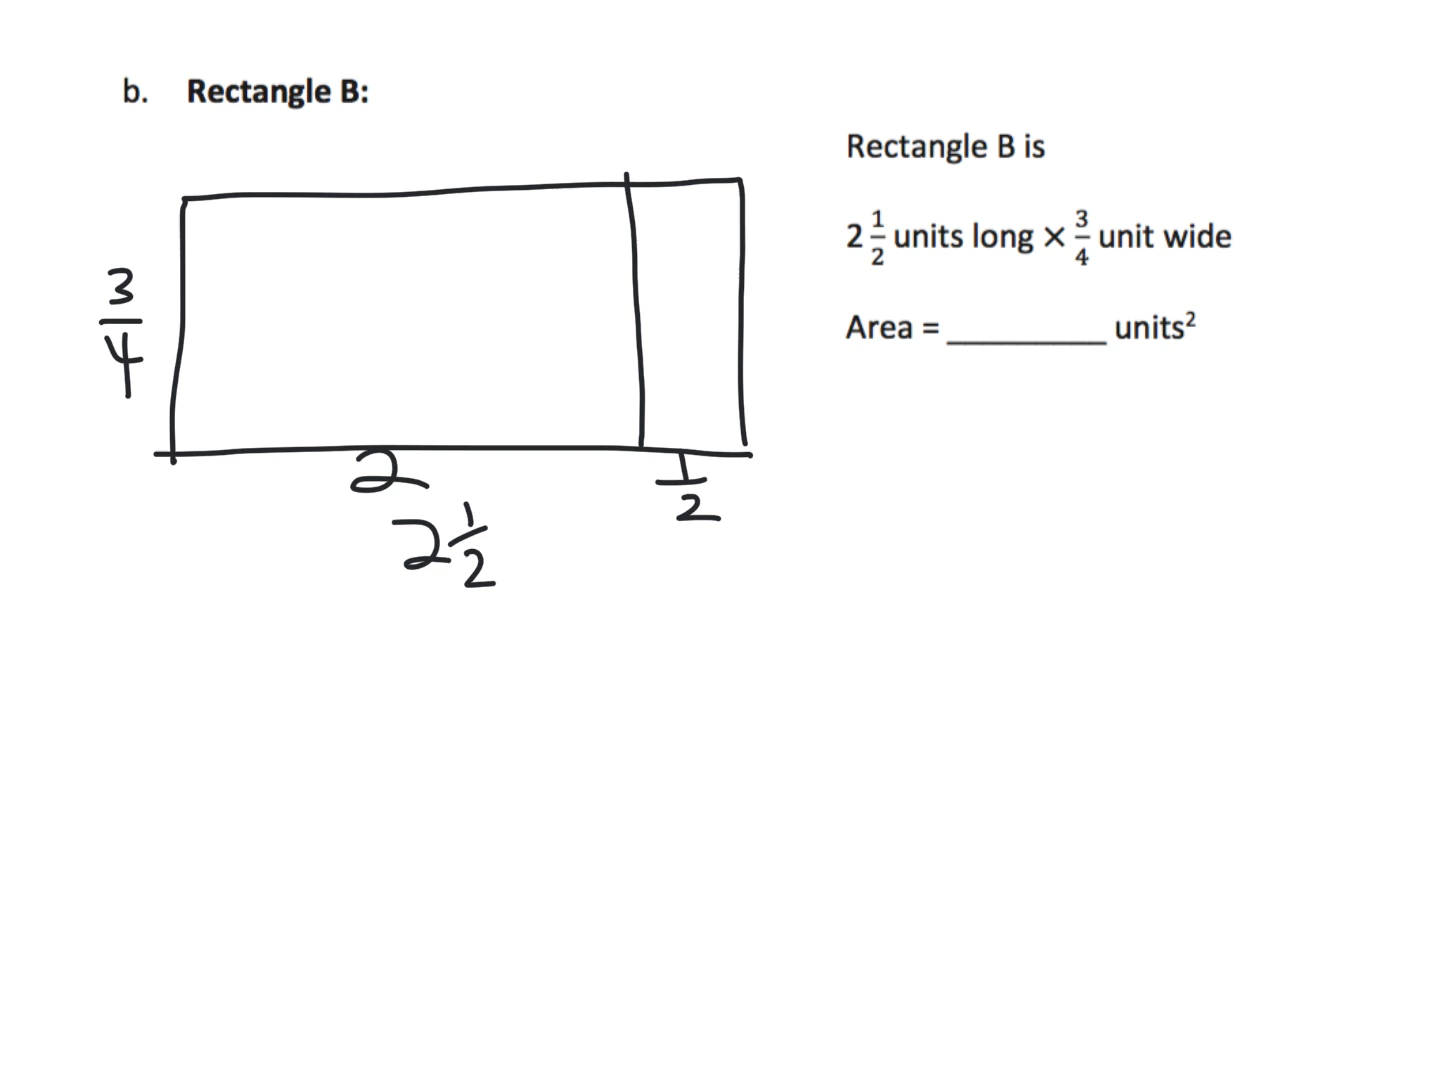 b. Rectangle B:
Rectangle B is
2 1/2 units long × 3/4 unit wide
Area = __________ units²
3/4
2
1/2
2 1/2